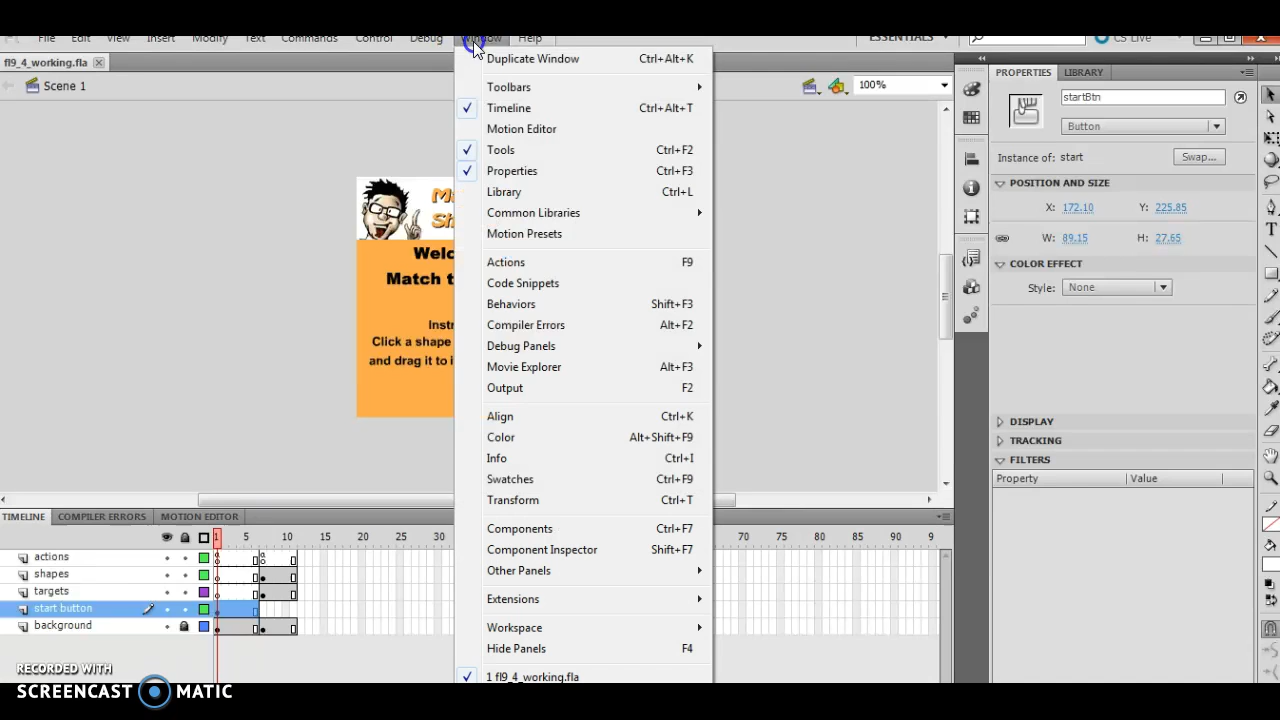 File Edit View Insert Modify Text Commands Control Debug Window Help ESSENTIALS CS Live
fl9_4_working.fla
Scene 1
100%
Duplicate Window Ctrl+Alt+K
Toolbars
Timeline Ctrl+Alt+T
Motion Editor
Tools Ctrl+F2
Properties Ctrl+F3
Library Ctrl+L
Common Libraries
Motion Presets
Actions F9
Code Snippets
Behaviors Shift+F3
Compiler Errors Alt+F2
Debug Panels
Movie Explorer Alt+F3
Output F2
Align Ctrl+K
Color Alt+Shift+F9
Info Ctrl+I
Swatches Ctrl+F9
Transform Ctrl+T
Components Ctrl+F7
Component Inspector Shift+F7
Other Panels
Extensions
Workspace
Hide Panels F4
1 fl9_4_working.fla
Welc
Match t
Instr
Click a shape
and drag it to i
PROPERTIES LIBRARY
startBtn
Button
Instance of: start Swap...
POSITION AND SIZE
X: 172.10 Y: 225.85
W: 89.15 H: 27.65
COLOR EFFECT
Style: None
DISPLAY
TRACKING
FILTERS
Property Value
TIMELINE COMPILER ERRORS MOTION EDITOR
1 5 10 15 20 25 30 70 75 80 85 9
actions
shapes
targets
start button
background
RECORDED WITH
SCREENCAST MATIC